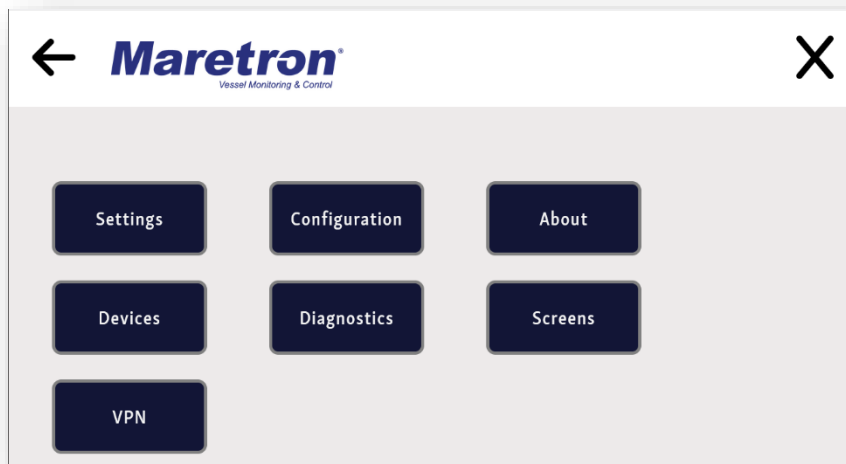 Maretron®
Vessel Monitoring & Control
Settings
Configuration
About
Devices
Diagnostics
Screens
VPN